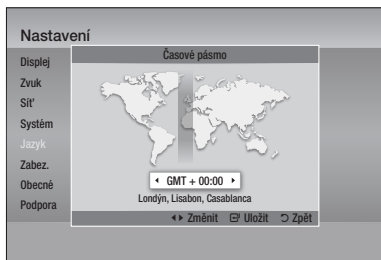 Nastavení
Časové pásmo
Displej
Zvuk
Síť
Systém
Jazyk
Zabez.
Obecné
Podpora
GMT + 00:00
Londýn, Lisabon, Casablanca
Změnit Uložit Zpět